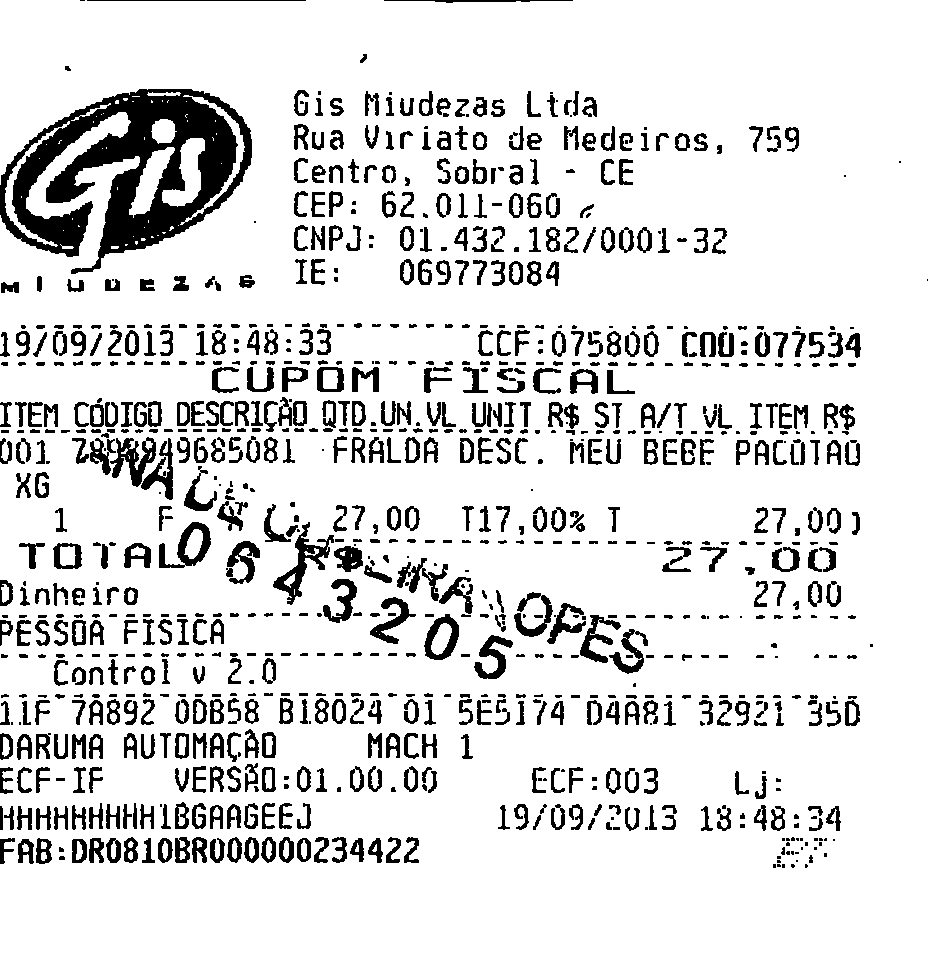 Gis
MIUDEZAS
Gis Miudezas Ltda
Rua Viriato de Medeiros, 759
Centro, Sobral - CE
CEP: 62.011-060
CNPJ: 01.432.182/0001-32
IE: 069773084
19/09/2013 18:48:33 CCF:075800 COO:077534
CUPOM FISCAL
ITEM CÓDIGO DESCRIÇÃO QTD.UN.VL UNIT R$ ST A/T VL ITEM R$
001 7898949685081 FRALDA DESC. MEU BEBE PACOTAO
XG
1 27,00 T17,00% T 27,00
TOTAL R$ 27,00
Dinheiro 27,00
PESSOA FISICA
Control v 2.0
11F 7A892 0DB58 B18024 01 5E5174 D4A81 32921 35D
DARUMA AUTOMAÇÃO MACH 1
ECF-IF VERSÃO:01.00.00 ECF:003 Lj:
HHHHHHHHH1BGAAGEEJ 19/09/2013 18:48:34
FAB:DR0810BR000000234422
LOPES
0643205